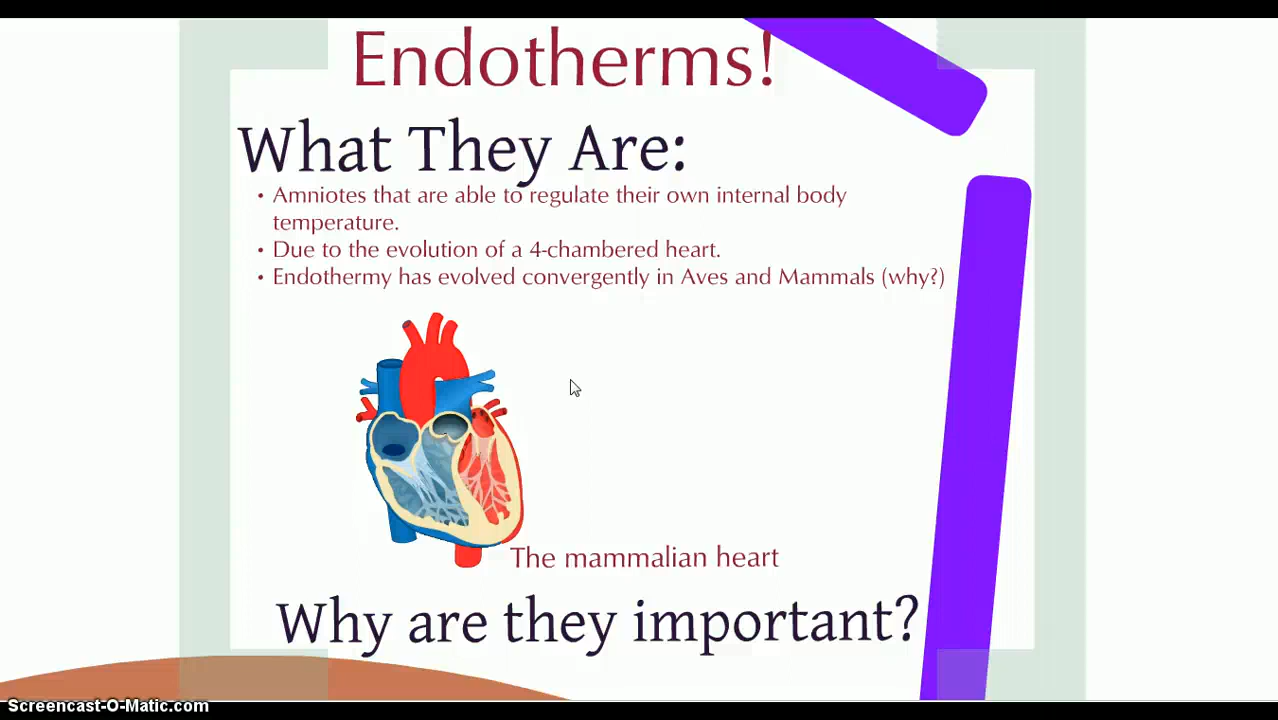 Endotherms!
What They Are:
• Amniotes that are able to regulate their own internal body
temperature.
• Due to the evolution of a 4-chambered heart.
• Endothermy has evolved convergently in Aves and Mammals (why?)
The mammalian heart
Why are they important?
Screencast-O-Matic.com